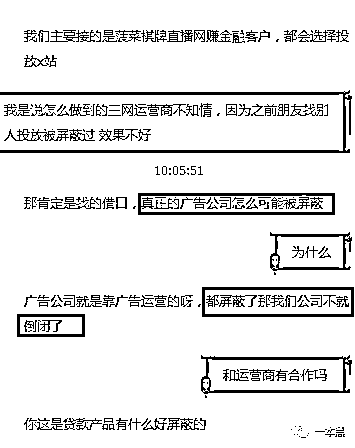 我们主要接的是菠菜棋牌直播网赚金融客户，都会选择投
放x站
我是说怎么做到的三网运营商不知情，因为之前朋友找别
人投放被屏蔽过 效果不好
10:05:51
那肯定是找的借口，真正的广告公司怎么可能被屏蔽
为什么
广告公司就是靠广告运营的呀，都屏蔽了那我们公司不就
倒闭了
和运营商有合作吗
你这是贷款产品有什么好屏蔽的
一本黑